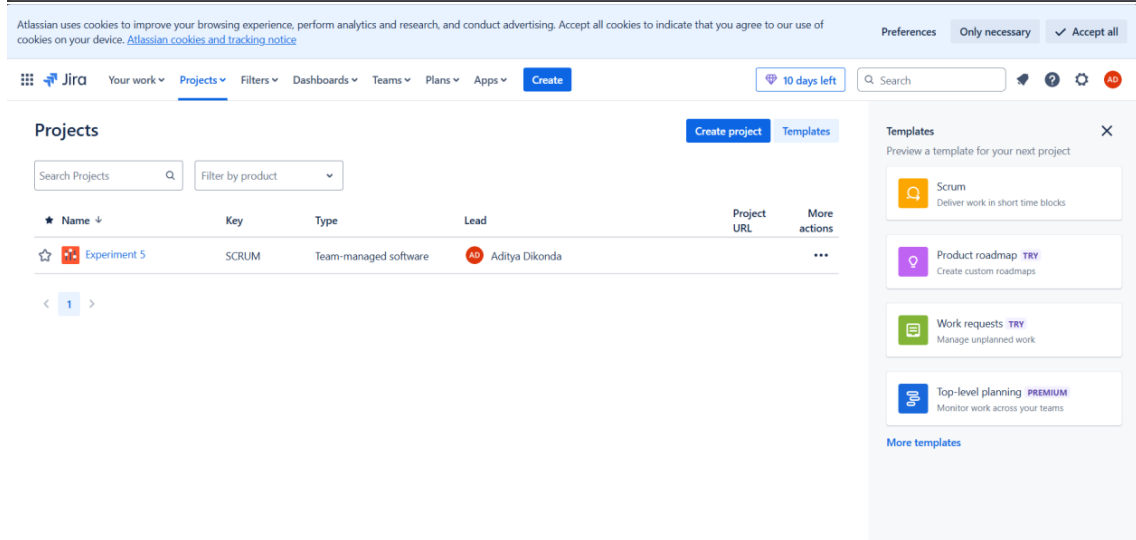 Atlassian uses cookies to improve your browsing experience, perform analytics and research, and conduct advertising. Accept all cookies to indicate that you agree to our use of
cookies on your device. Atlassian cookies and tracking notice
Preferences
Only necessary
Accept all
Jira
Your work
Projects
Filters
Dashboards
Teams
Plans
Apps
Create
10 days left
Search
AD
Projects
Create project
Templates
Search Projects
Filter by product
Name
Key
Type
Lead
Project
URL
More
actions
Experiment 5
SCRUM
Team-managed software
AD
Aditya Dikonda
1
Templates
Preview a template for your next project
Scrum
Deliver work in short time blocks
Product roadmap TRY
Create custom roadmaps
Work requests TRY
Manage unplanned work
Top-level planning PREMIUM
Monitor work across your teams
More templates